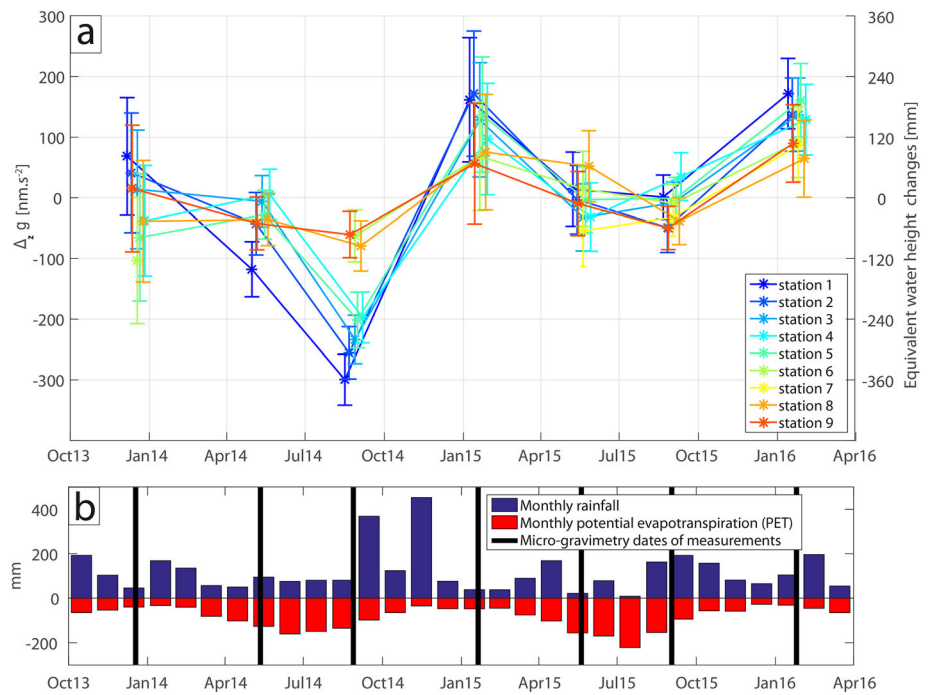 a
300
200
100
0
-100
-200
-300
Δz g [nm.s-2]
360
240
120
0
-120
-240
-360
Equivalent water height changes [mm]
station 1
station 2
station 3
station 4
station 5
station 6
station 7
station 8
station 9
Oct13 Jan14 Apr14 Jul14 Oct14 Jan15 Apr15 Jul15 Oct15 Jan16 Apr16
b
400
200
0
-200
mm
Monthly rainfall
Monthly potential evapotranspiration (PET)
Micro-gravimetry dates of measurements
Oct13 Jan14 Apr14 Jul14 Oct14 Jan15 Apr15 Jul15 Oct15 Jan16 Apr16